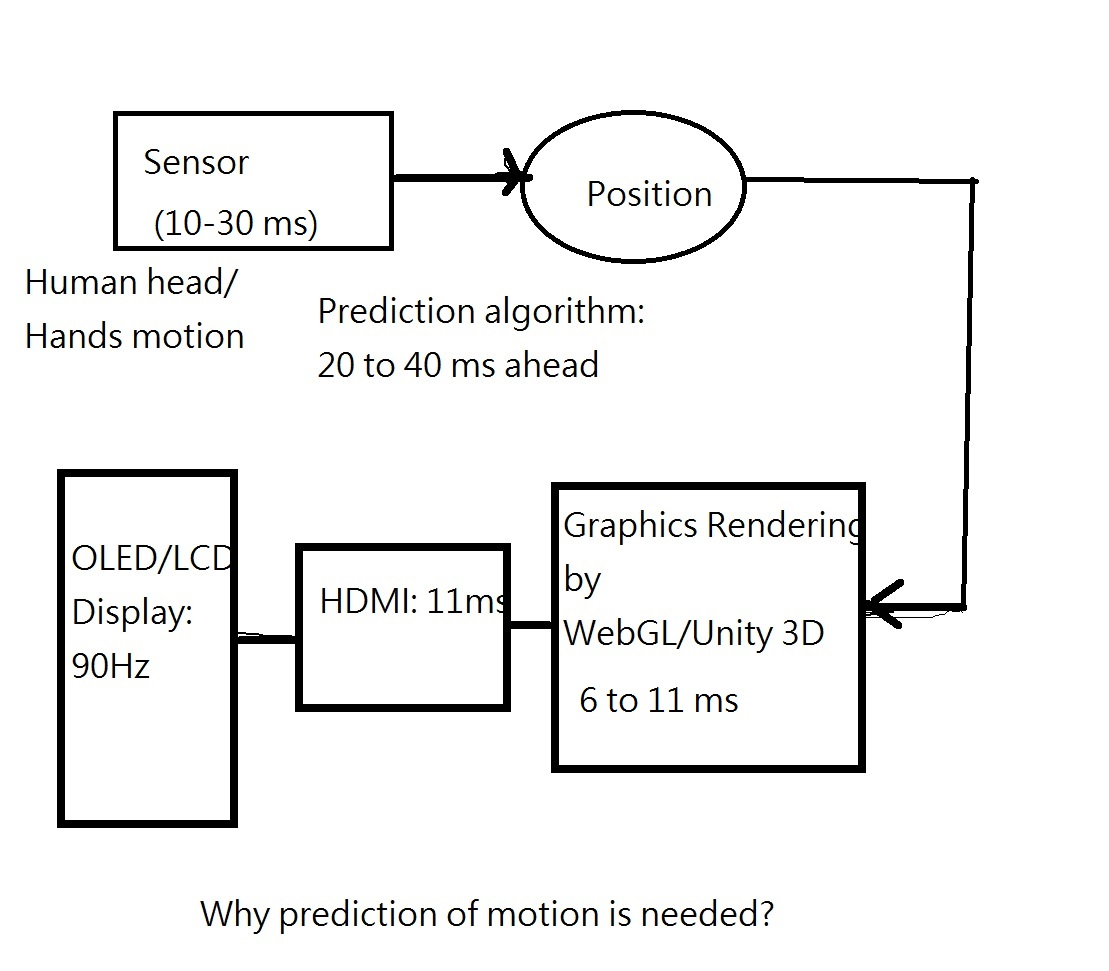 Sensor
(10-30 ms)
Position
Human head/
Hands motion
Prediction algorithm:
20 to 40 ms ahead
OLED/LCD
Display:
90Hz
HDMI: 11ms
Graphics Rendering
by
WebGL/Unity 3D
6 to 11 ms
Why prediction of motion is needed?